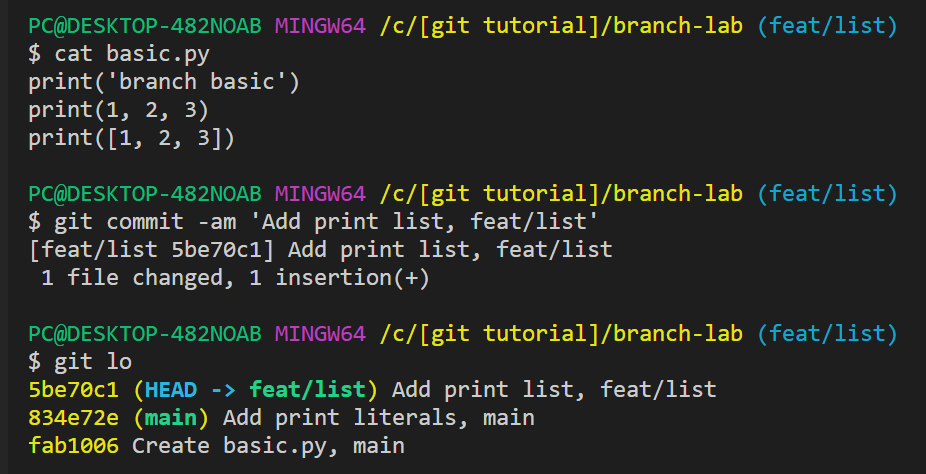 PC@DESKTOP-482NOAB MINGW64 /c/[git tutorial]/branch-lab (feat/list)
$ cat basic.py
print('branch basic')
print(1, 2, 3)
print([1, 2, 3])
PC@DESKTOP-482NOAB MINGW64 /c/[git tutorial]/branch-lab (feat/list)
$ git commit -am 'Add print list, feat/list'
[feat/list 5be70c1] Add print list, feat/list
 1 file changed, 1 insertion(+)
PC@DESKTOP-482NOAB MINGW64 /c/[git tutorial]/branch-lab (feat/list)
$ git lo
5be70c1 (HEAD -> feat/list) Add print list, feat/list
834e72e (main) Add print literals, main
fab1006 Create basic.py, main